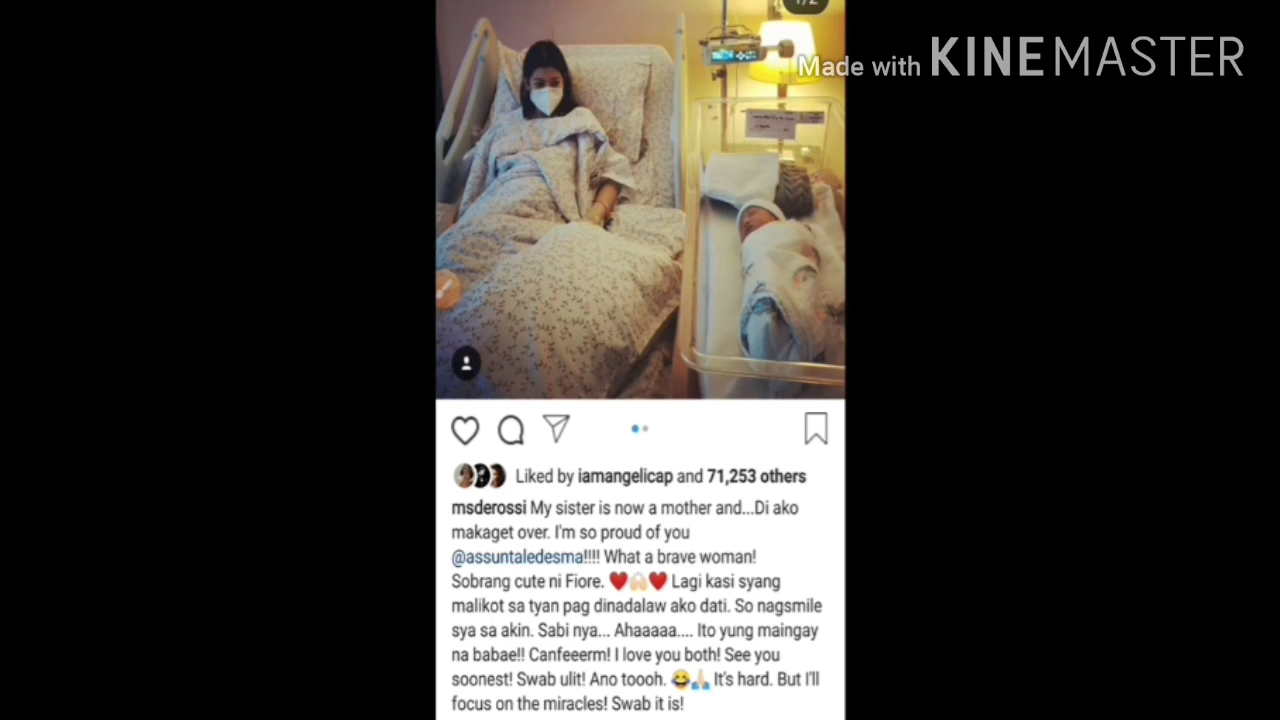 1/2
Made with KINEMASTER
Liked by iamangelicap and 71,253 others
msderossi My sister is now a mother and...Di ako
makaget over. I'm so proud of you
@assuntaledesma!!!! What a brave woman!
Sobrang cute ni Fiore. ❤️🙌🏻❤️ Lagi kasi syang
malikot sa tyan pag dinadalaw ako dati. So nagsmile
sya sa akin. Sabi nya... Ahaaaaa.... Ito yung maingay
na babae!! Canfeeerm! I love you both! See you
soonest! Swab ulit! Ano toooh. 😂🙏🏻 It's hard. But I'll
focus on the miracles! Swab it is!